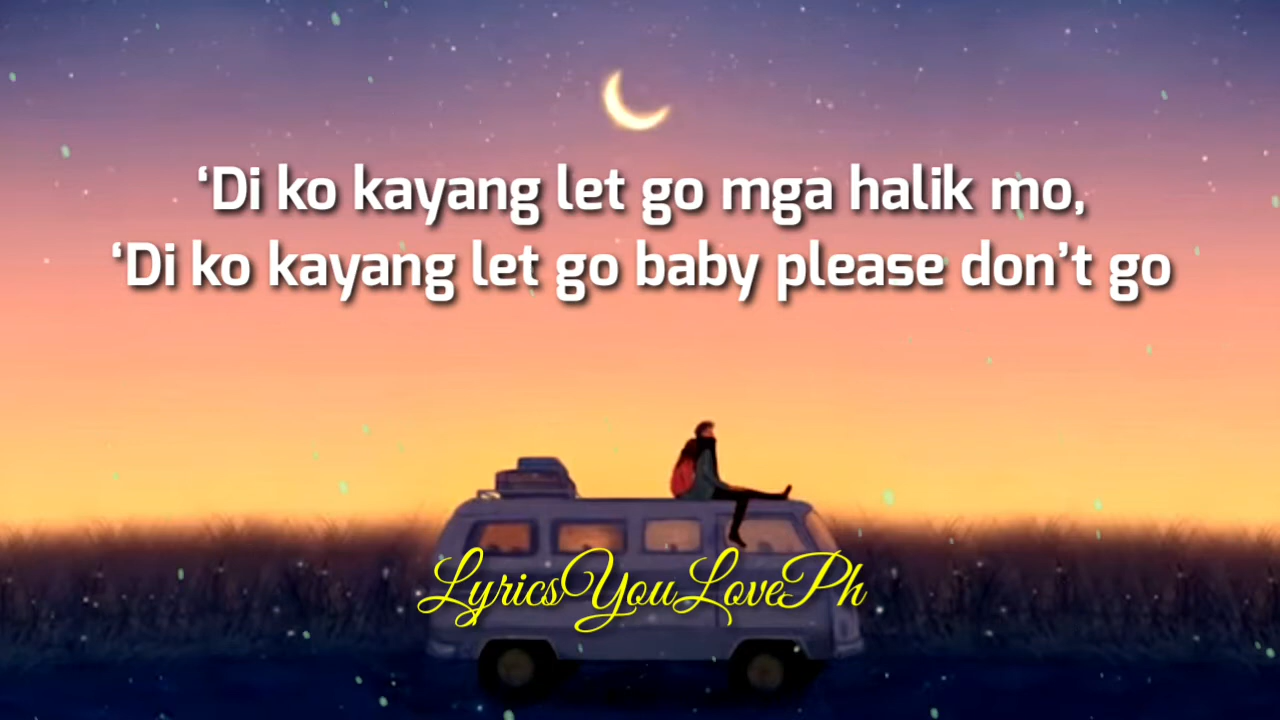 ‘Di ko kayang let go mga halik mo,
‘Di ko kayang let go baby please don’t go
LyricsYouLovePh